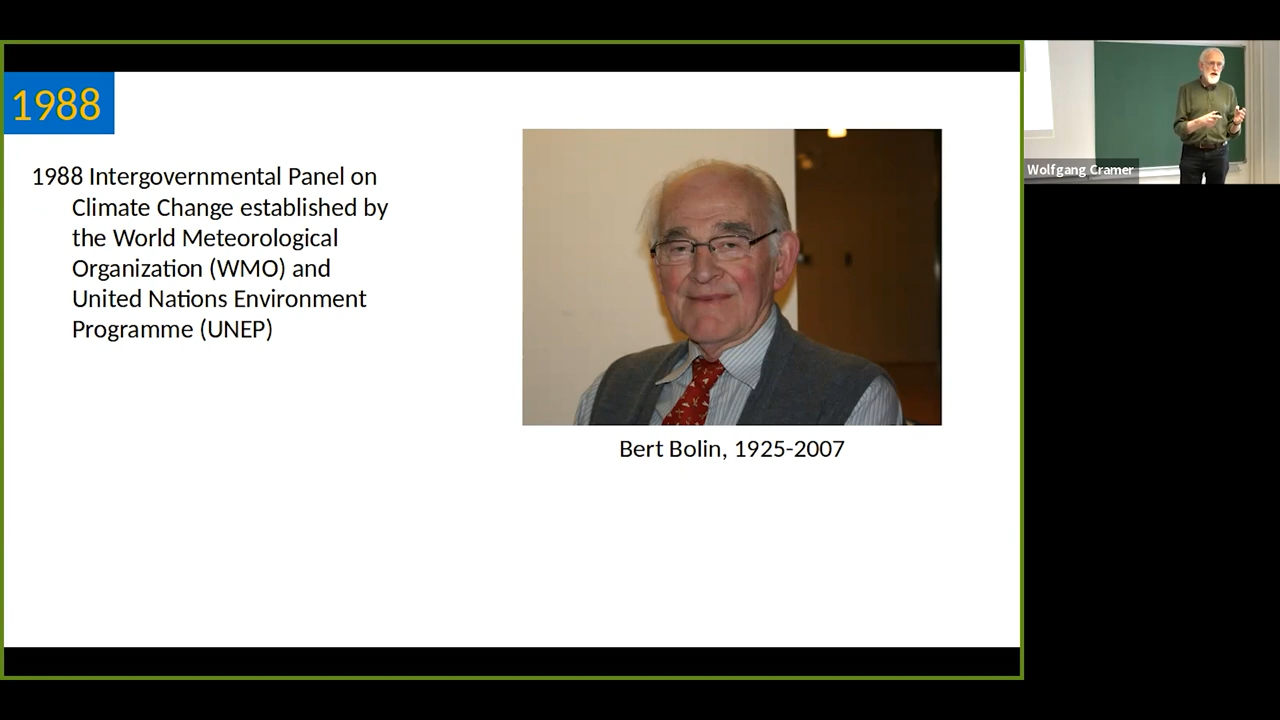 1988
1988 Intergovernmental Panel on
Climate Change established by
the World Meteorological
Organization (WMO) and
United Nations Environment
Programme (UNEP)
Bert Bolin, 1925-2007
Wolfgang Cramer